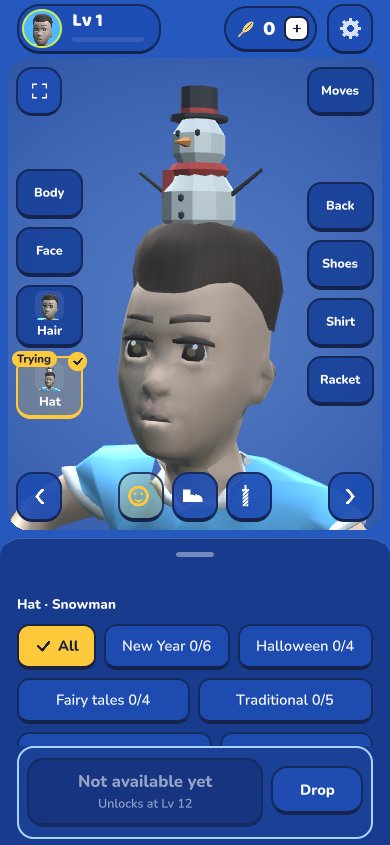 Lv 1
0
+
Moves
Body
Back
Face
Shoes
Hair
Shirt
Trying
Hat
Racket
Hat · Snowman
All
New Year 0/6
Halloween 0/4
Fairy tales 0/4
Traditional 0/5
Not available yet
Unlocks at Lv 12
Drop